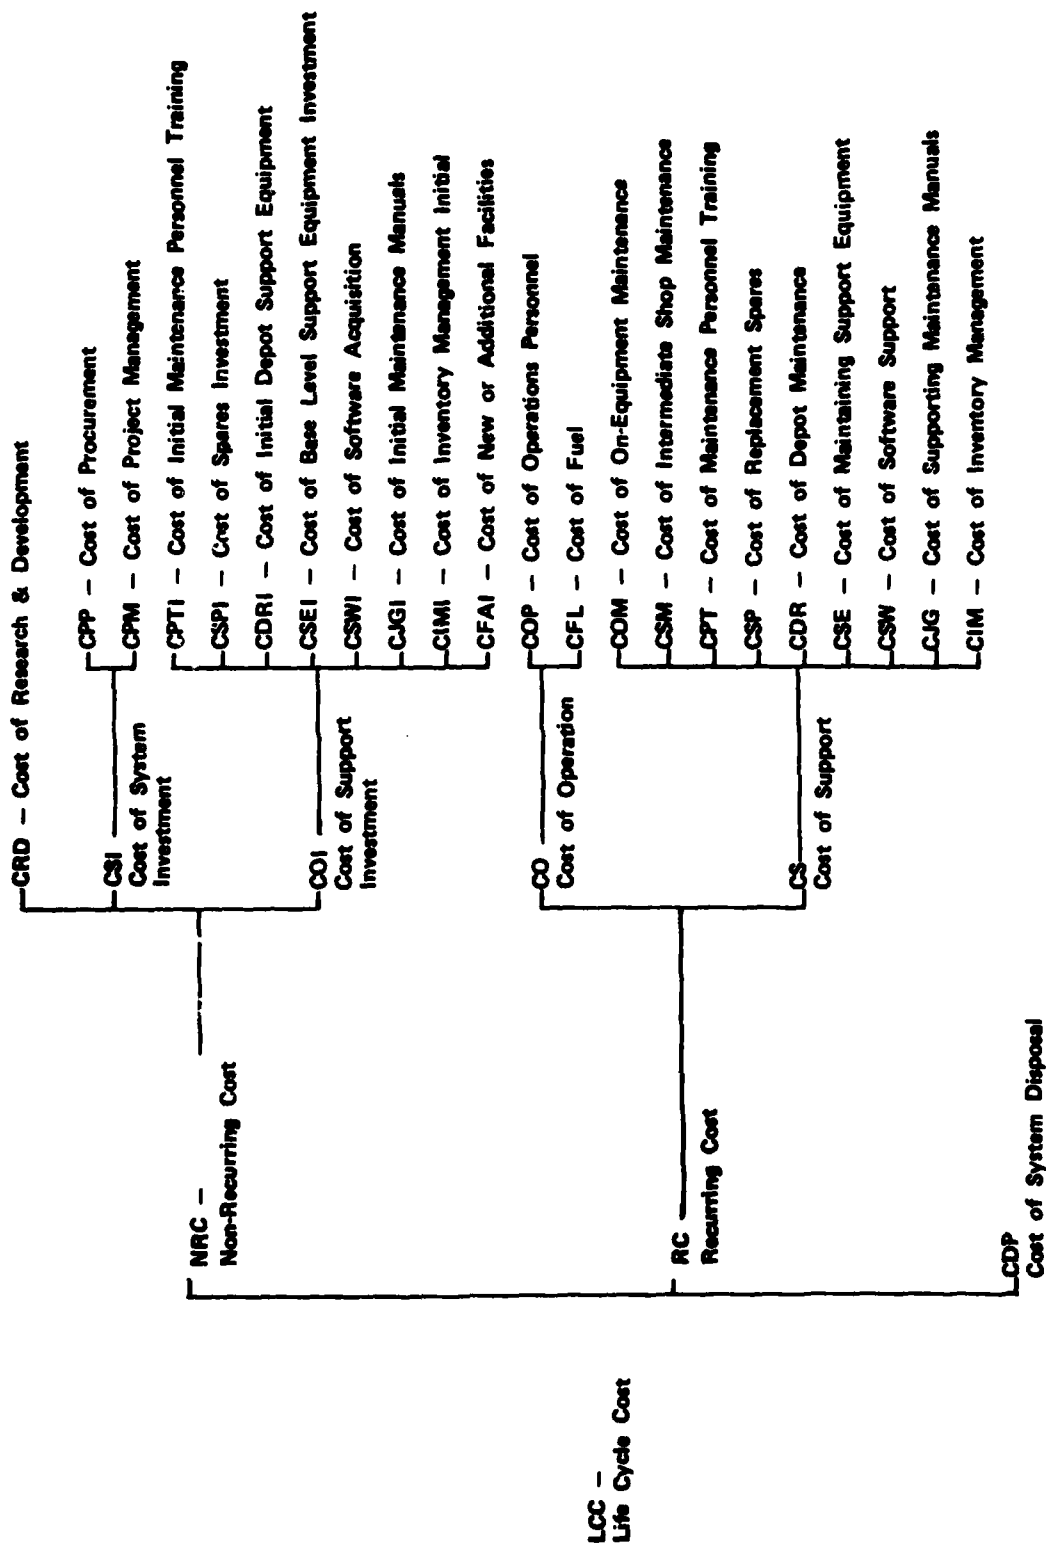 LCC –
Life Cycle Cost
NRC –
Non-Recurring Cost
CRD – Cost of Research & Development
CSI
Cost of System
Investment
CPP – Cost of Procurement
CPM – Cost of Project Management
COI
Cost of Support
Investment
CPTI – Cost of Initial Maintenance Personnel Training
CSPI – Cost of Spares Investment
CDRI – Cost of Initial Depot Support Equipment
CSEI – Cost of Base Level Support Equipment Investment
CSWI – Cost of Software Acquisition
CJGI – Cost of Initial Maintenance Manuals
CIMI – Cost of Inventory Management Initial
CFAI – Cost of New or Additional Facilities
RC
Recurring Cost
CO
Cost of Operation
COP – Cost of Operations Personnel
CFL – Cost of Fuel
CS
Cost of Support
COM – Cost of On-Equipment Maintenance
CSM – Cost of Intermediate Shop Maintenance
CPT – Cost of Maintenance Personnel Training
CSP – Cost of Replacement Spares
CDR – Cost of Depot Maintenance
CSE – Cost of Maintaining Support Equipment
CSW – Cost of Software Support
CJG – Cost of Supporting Maintenance Manuals
CIM – Cost of Inventory Management
CDP
Cost of System Disposal